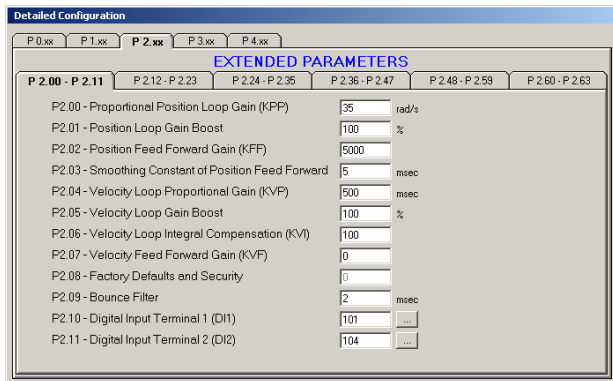 Detailed Configuration
P 0.xx P 1.xx P 2.xx P 3.xx P 4.xx
EXTENDED PARAMETERS
P 2.00 - P 2.11 P 2.12 - P 2.23 P 2.24 - P 2.35 P 2.36 - P 2.47 P 2.48 - P 2.59 P 2.60 - P 2.63
P2.00 - Proportional Position Loop Gain (KPP) 35 rad/s
P2.01 - Position Loop Gain Boost 100 %
P2.02 - Position Feed Forward Gain (KFF) 5000
P2.03 - Smoothing Constant of Position Feed Forward 5 msec
P2.04 - Velocity Loop Proportional Gain (KVP) 500 msec
P2.05 - Velocity Loop Gain Boost 100 %
P2.06 - Velocity Loop Integral Compensation (KVI) 100
P2.07 - Velocity Feed Forward Gain (KVF) 0
P2.08 - Factory Defaults and Security 0
P2.09 - Bounce Filter 2 msec
P2.10 - Digital Input Terminal 1 (DI1) 101 ...
P2.11 - Digital Input Terminal 2 (DI2) 104 ...